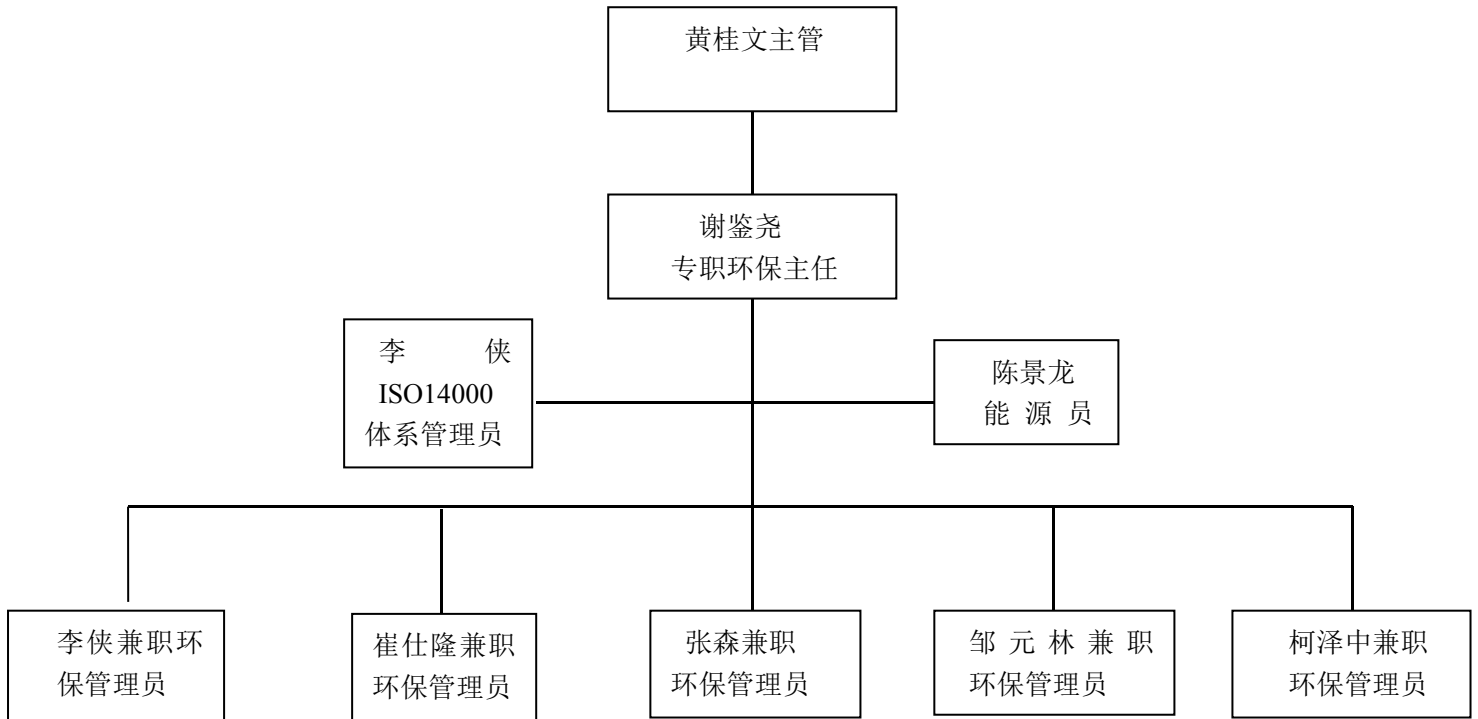 黄桂文主管
谢鉴尧
专职环保主任
李 侠
ISO14000
体系管理员
陈景龙
能 源 员
李侠兼职环
保管理员
崔仕隆兼职
环保管理员
张森兼职
环保管理员
邹 元 林 兼 职
环保管理员
柯泽中兼职
环保管理员